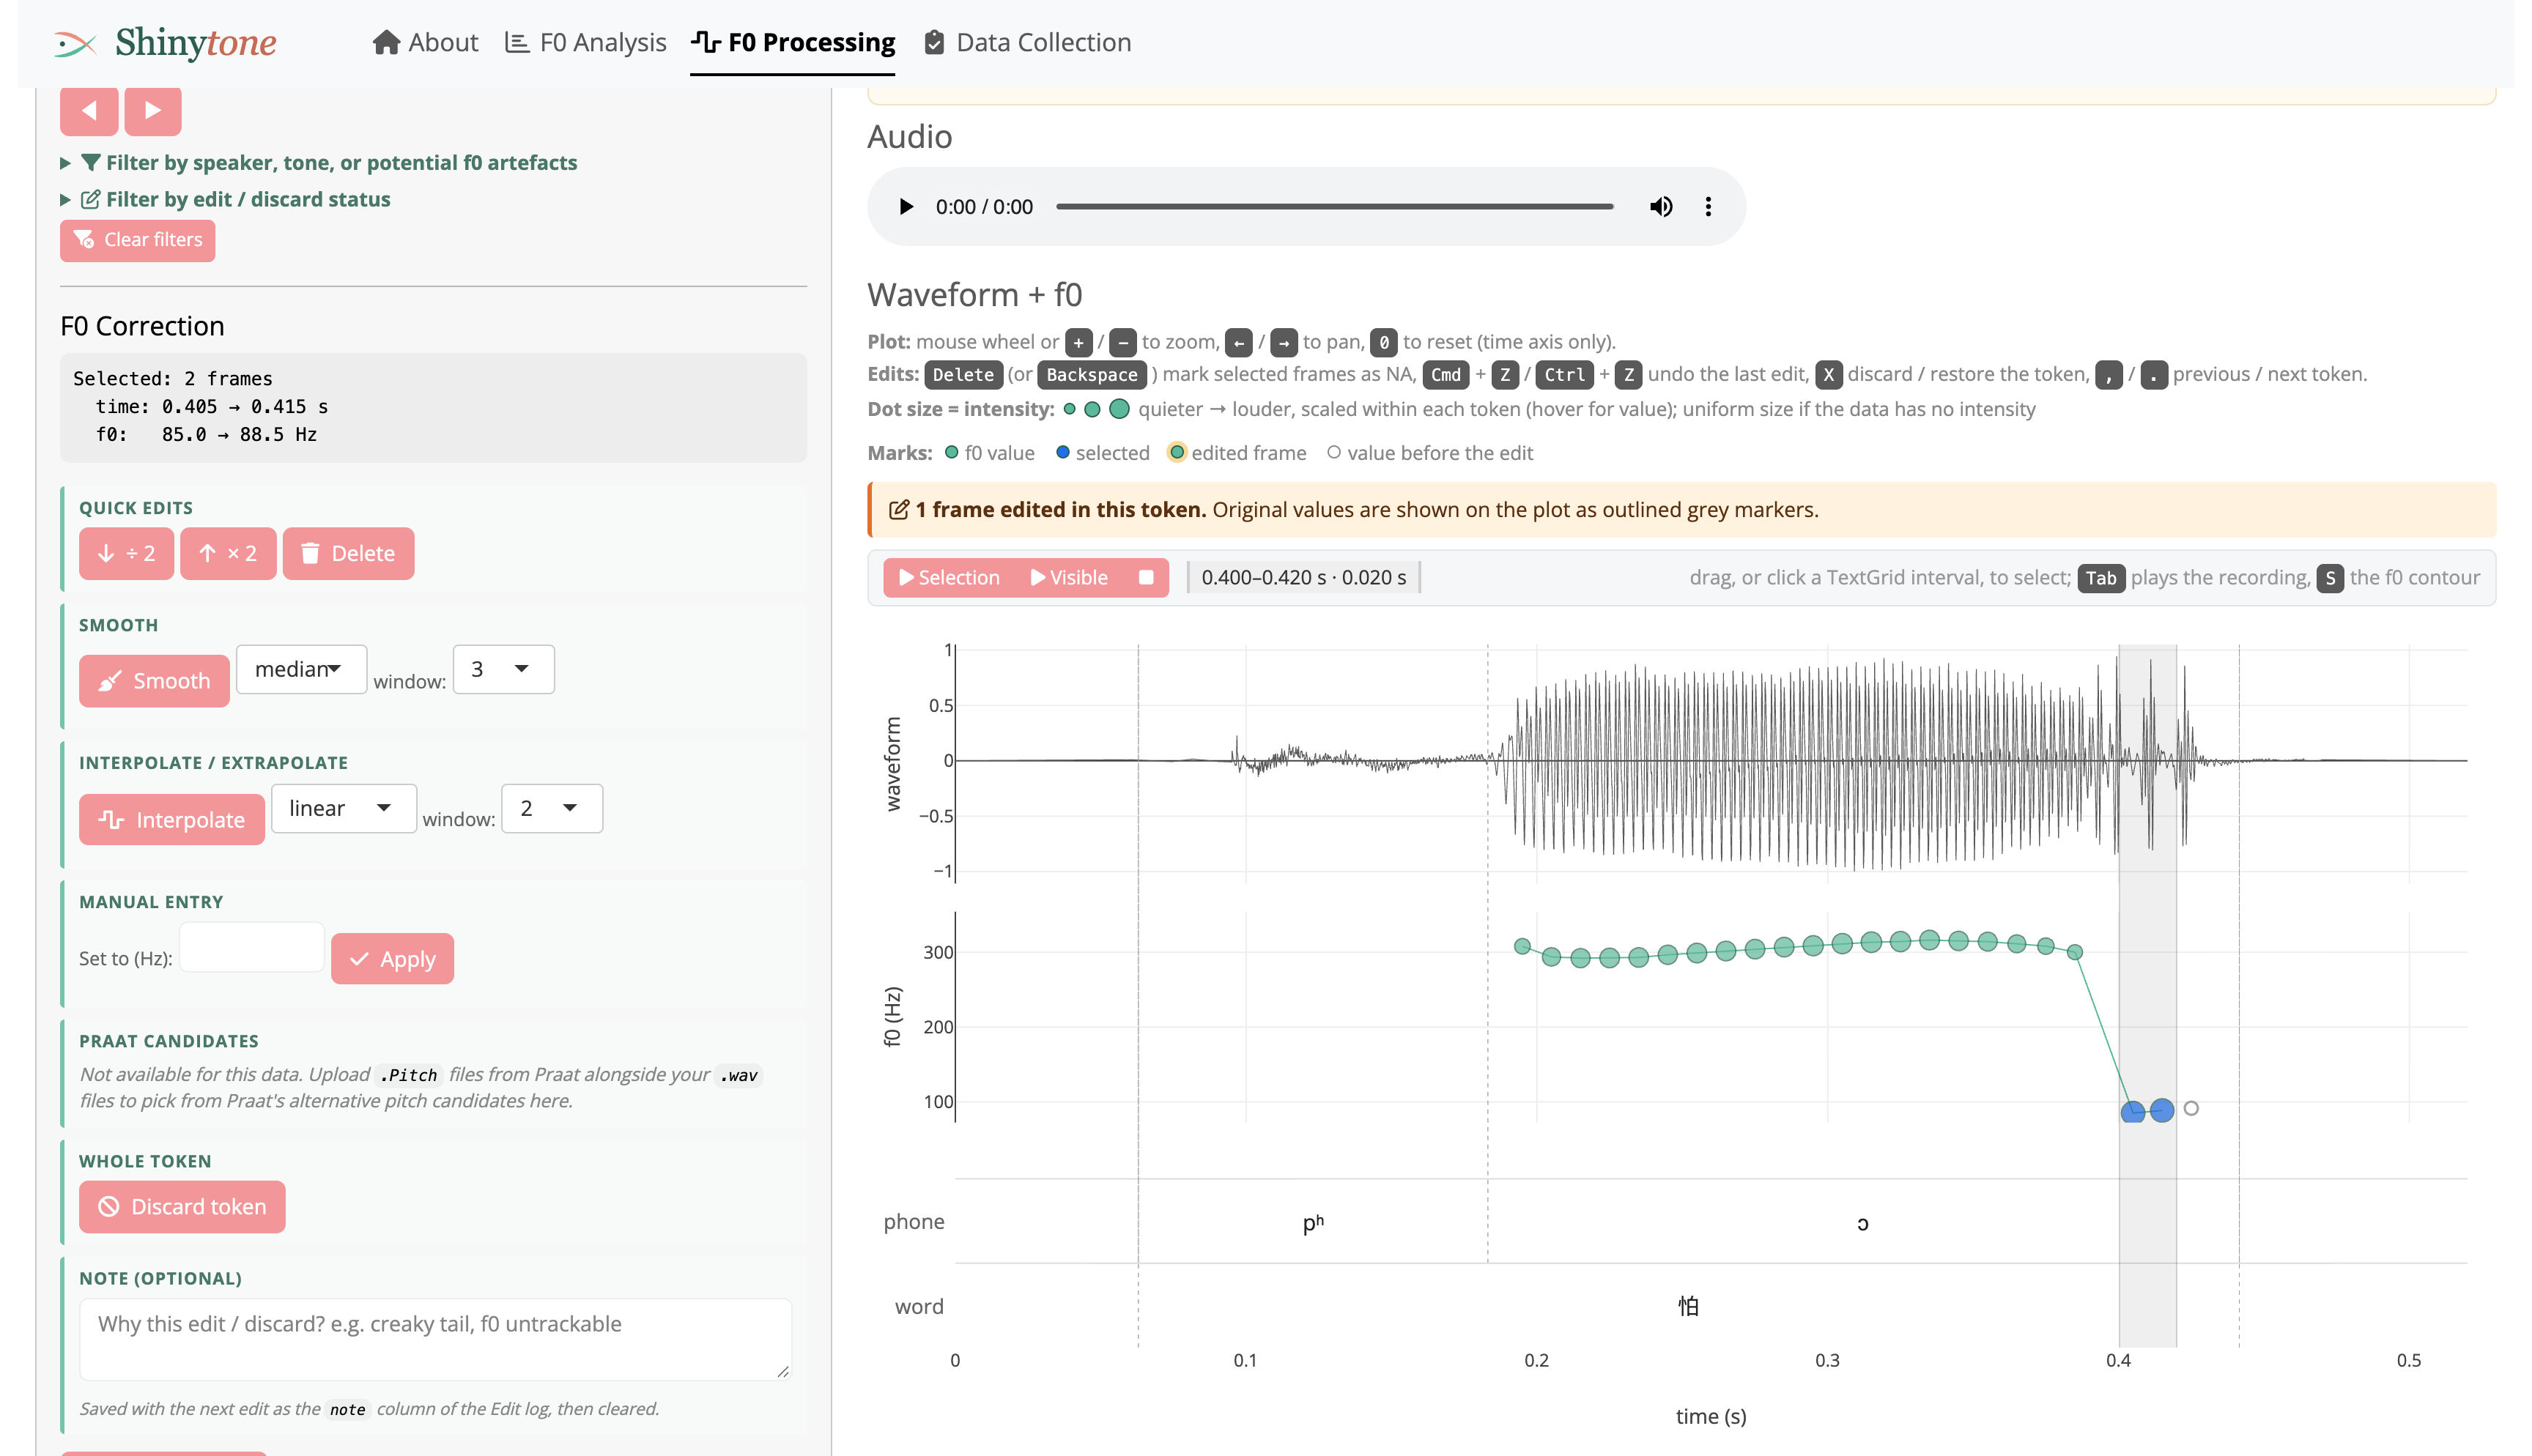 Shinytone
About
F0 Analysis
F0 Processing
Data Collection
Filter by speaker, tone, or potential f0 artefacts
Filter by edit / discard status
Clear filters
F0 Correction
Selected: 2 frames
time: 0.405 → 0.415 s
f0: 85.0 → 88.5 Hz
QUICK EDITS
↓ ÷ 2
↑ × 2
Delete
SMOOTH
Smooth median window: 3
INTERPOLATE / EXTRAPOLATE
Interpolate linear window: 2
MANUAL ENTRY
Set to (Hz): Apply
PRAAT CANDIDATES
Not available for this data. Upload .Pitch files from Praat alongside your .wav
files to pick from Praat's alternative pitch candidates here.
WHOLE TOKEN
Discard token
NOTE (OPTIONAL)
Why this edit / discard? e.g. creaky tail, f0 untrackable
Saved with the next edit as the note column of the Edit log, then cleared.
Audio
0:00 / 0:00
Waveform + f0
Plot: mouse wheel or + / − to zoom, ← / → to pan, 0 to reset (time axis only).
Edits: Delete (or Backspace ) mark selected frames as NA, Cmd + Z / Ctrl + Z undo the last edit, X discard / restore the token, , / . previous / next token.
Dot size = intensity: quieter → louder, scaled within each token (hover for value); uniform size if the data has no intensity
Marks: f0 value selected edited frame value before the edit
1 frame edited in this token. Original values are shown on the plot as outlined grey markers.
Selection Visible 0.400–0.420 s · 0.020 s drag, or click a TextGrid interval, to select; Tab plays the recording, S the f0 contour
waveform
1
0.5
0
−0.5
−1
f0 (Hz)
300
200
100
phone pʰ ɔ
word 怕
0 0.1 0.2 0.3 0.4 0.5
time (s)